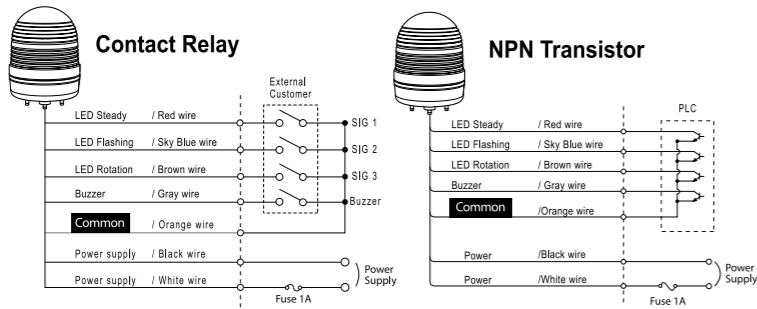 Contact Relay
External
Customer
LED Steady / Red wire
SIG 1
LED Flashing / Sky Blue wire
SIG 2
LED Rotation / Brown wire
SIG 3
Buzzer / Gray wire
Buzzer
Common / Orange wire
Power supply / Black wire
Power supply / White wire
Fuse 1A
Power
Supply
NPN Transistor
PLC
LED Steady / Red wire
LED Flashing / Sky Blue wire
LED Rotation / Brown wire
Buzzer / Gray wire
Common /Orange wire
Power /Black wire
Power /White wire
Fuse 1A
Power
Supply